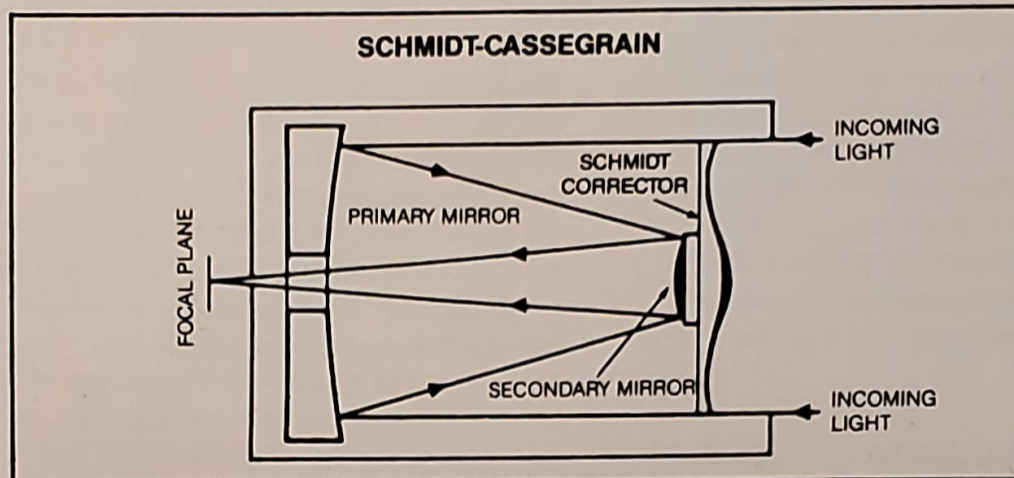 SCHMIDT-CASSEGRAIN
INCOMING
LIGHT
SCHMIDT
CORRECTOR
PRIMARY MIRROR
FOCAL PLANE
SECONDARY MIRROR
INCOMING
LIGHT